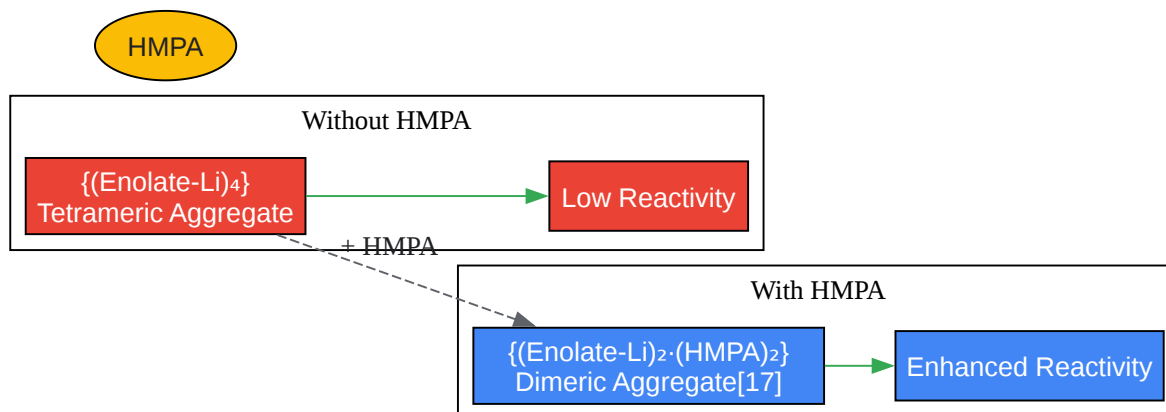 HMPA
Without HMPA
{(Enolate-Li)₄}
Tetrameric Aggregate
Low Reactivity
+ HMPA
With HMPA
{(Enolate-Li)₂·(HMPA)₂}
Dimeric Aggregate[17]
Enhanced Reactivity